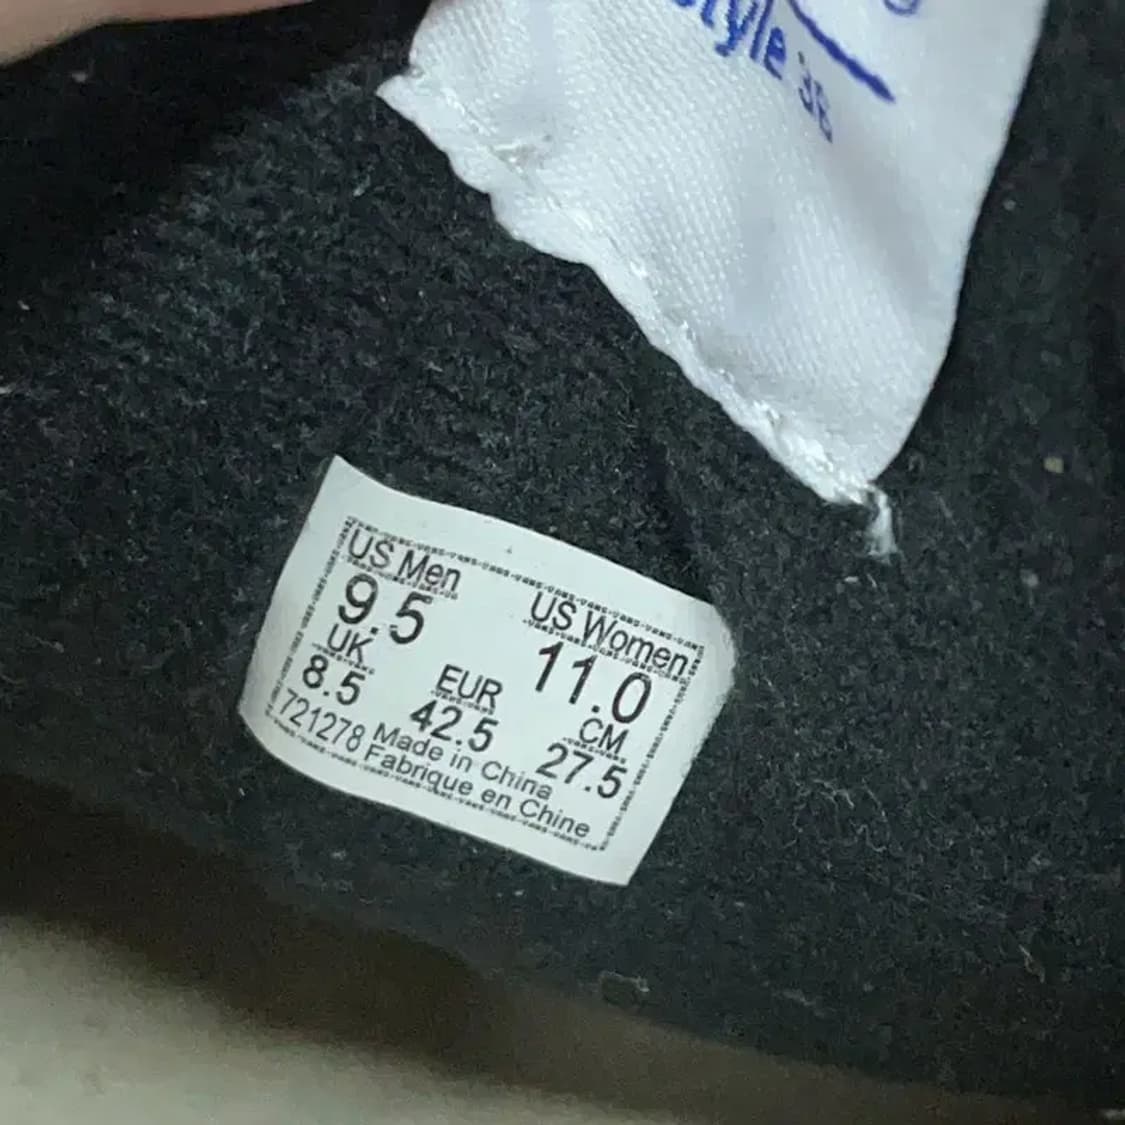 Style 36
US Men
9.5
US Women
11.0
UK
8.5
EUR
42.5
CM
27.5
721278
Made in China
Fabrique en Chine